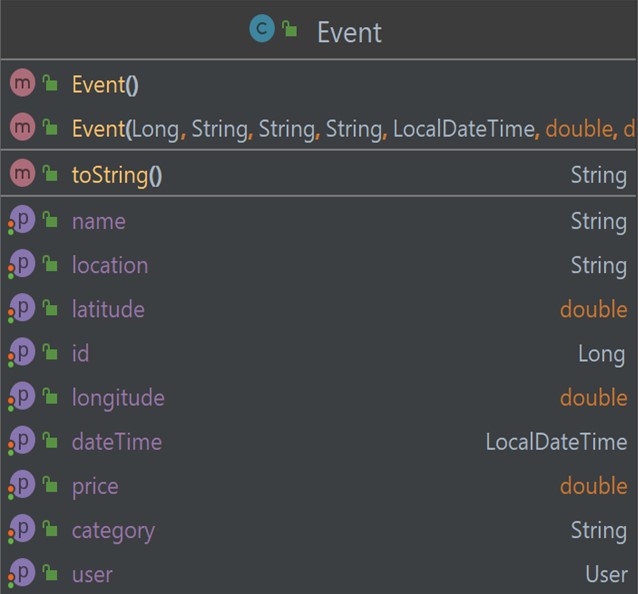 C Event
m Event()
m Event(Long, String, String, String, LocalDateTime, double, d
m toString() String
p name String
p location String
p latitude double
p id Long
p longitude double
p dateTime LocalDateTime
p price double
p category String
p user User